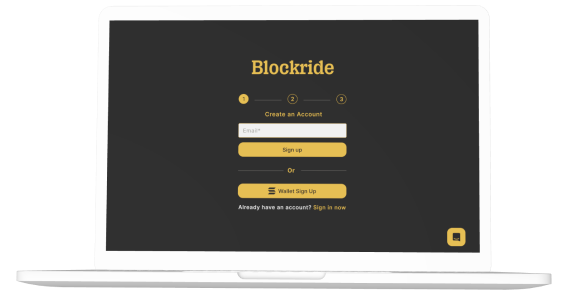 Blockride
1 2 3
Create an Account
Email*
Sign up
Or
Wallet Sign Up
Already have an account? Sign in now